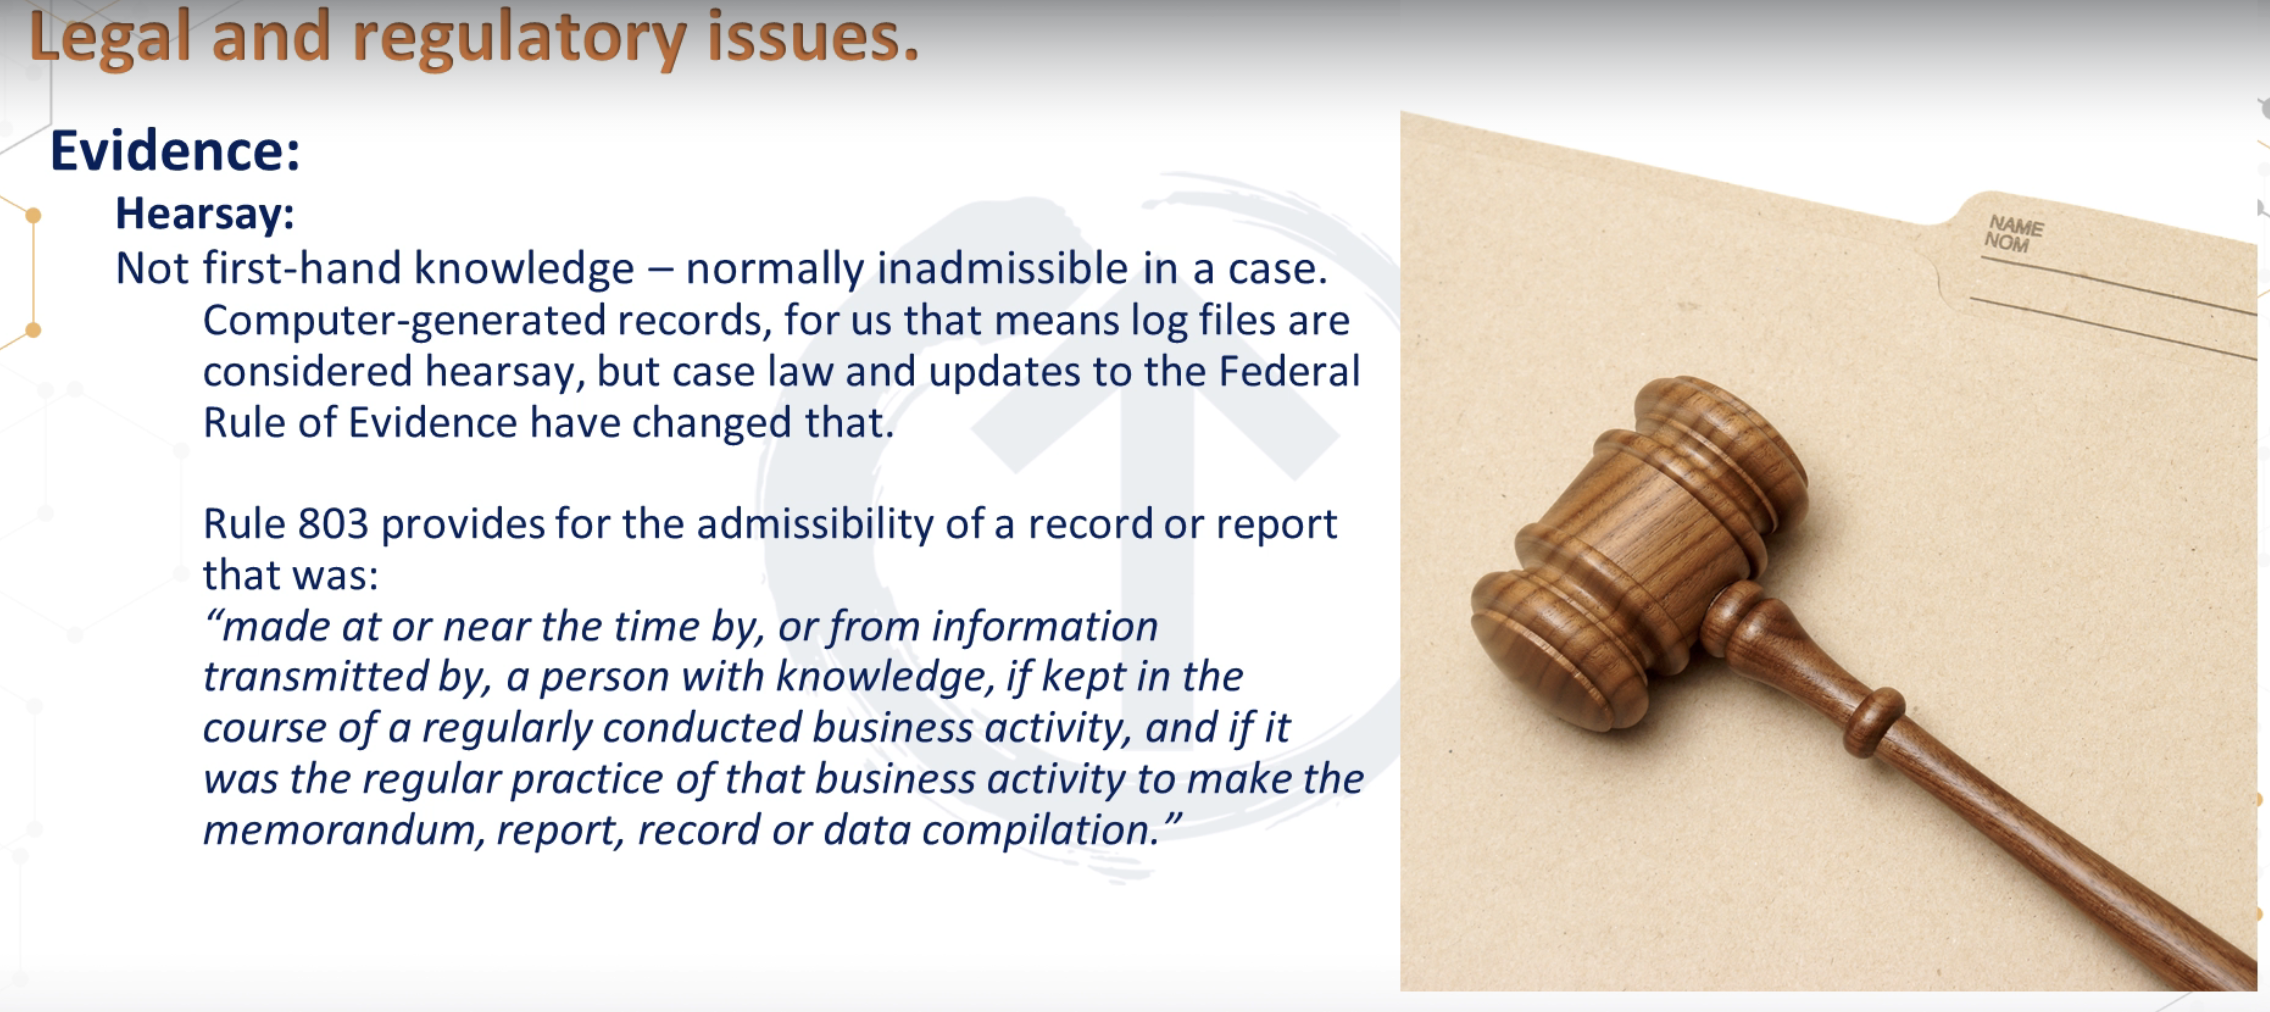 Legal and regulatory issues.
Evidence:
Hearsay:
Not first-hand knowledge – normally inadmissible in a case.
Computer-generated records, for us that means log files are
considered hearsay, but case law and updates to the Federal
Rule of Evidence have changed that.
Rule 803 provides for the admissibility of a record or report
that was:
“made at or near the time by, or from information
transmitted by, a person with knowledge, if kept in the
course of a regularly conducted business activity, and if it
was the regular practice of that business activity to make the
memorandum, report, record or data compilation.”
NAME
NOM